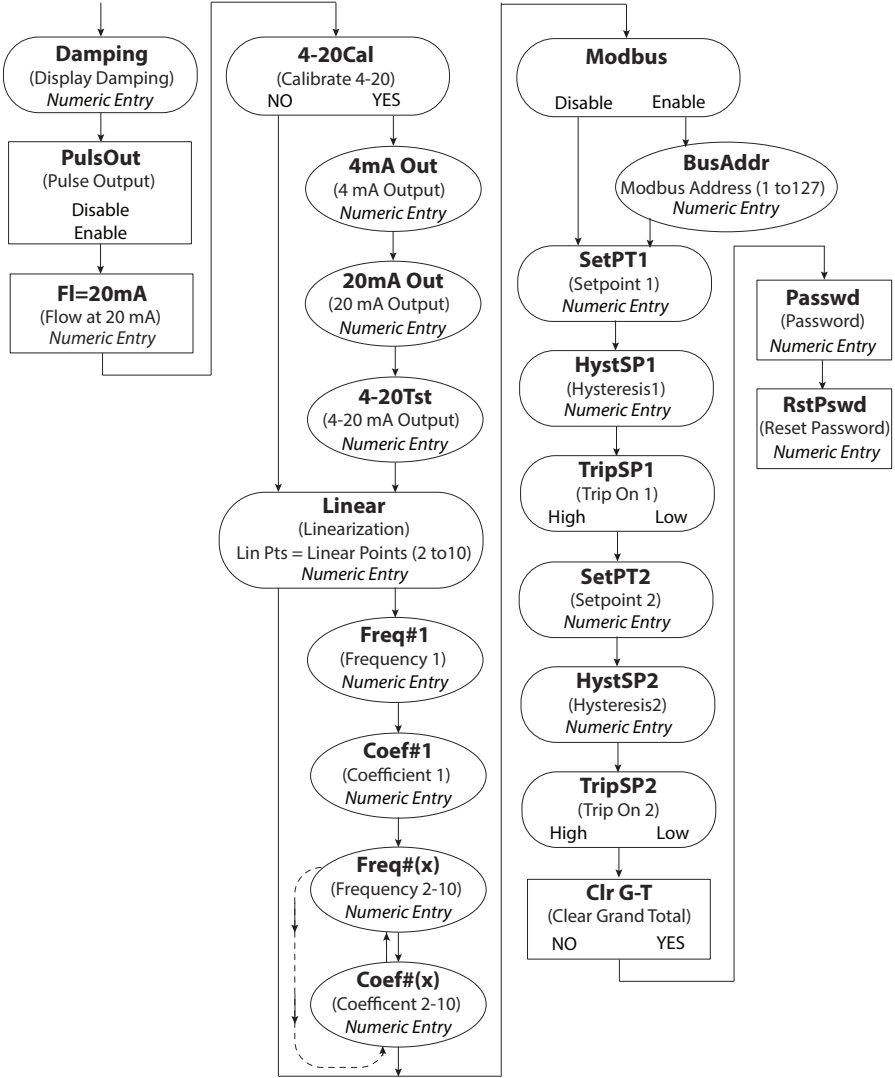 Damping
(Display Damping)
Numeric Entry
PulsOut
(Pulse Output)
Disable
Enable
Fl=20mA
(Flow at 20 mA)
Numeric Entry
4-20Cal
(Calibrate 4-20)
NO YES
4mA Out
(4 mA Output)
Numeric Entry
20mA Out
(20 mA Output)
Numeric Entry
4-20Tst
(4-20 mA Output)
Numeric Entry
Linear
(Linearization)
Lin Pts = Linear Points (2 to10)
Numeric Entry
Freq#1
(Frequency 1)
Numeric Entry
Coef#1
(Coefficient 1)
Numeric Entry
Freq#(x)
(Frequency 2-10)
Numeric Entry
Coef#(x)
(Coefficent 2-10)
Numeric Entry
Modbus
Disable Enable
BusAddr
Modbus Address (1 to127)
Numeric Entry
SetPT1
(Setpoint 1)
Numeric Entry
HystSP1
(Hysteresis1)
Numeric Entry
TripSP1
(Trip On 1)
High Low
SetPT2
(Setpoint 2)
Numeric Entry
HystSP2
(Hysteresis2)
Numeric Entry
TripSP2
(Trip On 2)
High Low
Clr G-T
(Clear Grand Total)
NO YES
Passwd
(Password)
Numeric Entry
RstPswd
(Reset Password)
Numeric Entry